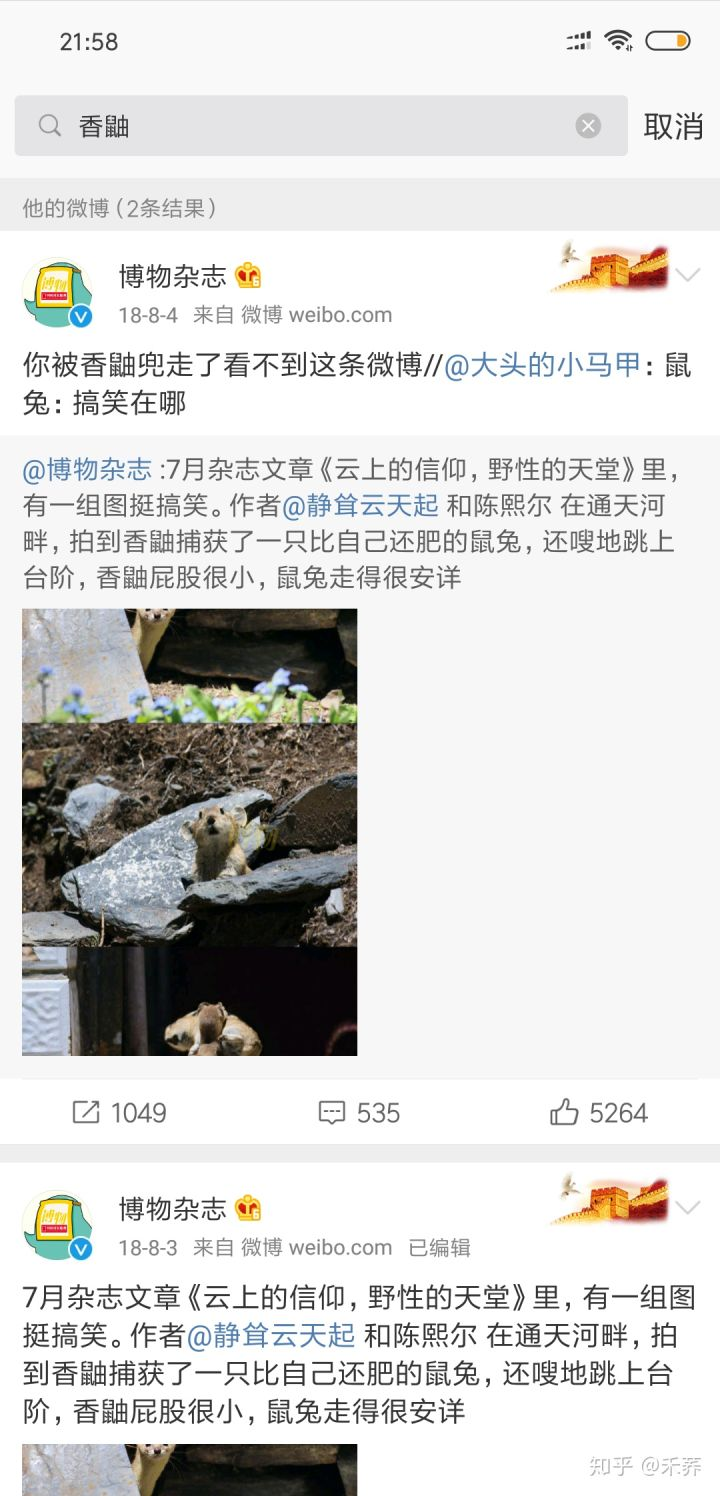 21:58
香鼬
取消
他的微博（2条结果）
博物杂志
18-8-4 来自 微博 weibo.com
你被香鼬兜走了看不到这条微博//@大头的小马甲：鼠
兔：搞笑在哪
@博物杂志 :7月杂志文章《云上的信仰，野性的天堂》里，
有一组图挺搞笑。作者@静耸云天起 和陈熙尔 在通天河
畔，拍到香鼬捕获了一只比自己还肥的鼠兔，还嗖地跳上
台阶，香鼬屁股很小，鼠兔走得很安详
1049
535
5264
博物杂志
18-8-3 来自 微博 weibo.com 已编辑
7月杂志文章《云上的信仰，野性的天堂》里，有一组图
挺搞笑。作者@静耸云天起 和陈熙尔 在通天河畔，拍
到香鼬捕获了一只比自己还肥的鼠兔，还嗖地跳上台
阶，香鼬屁股很小，鼠兔走得很安详
知乎 @禾荞